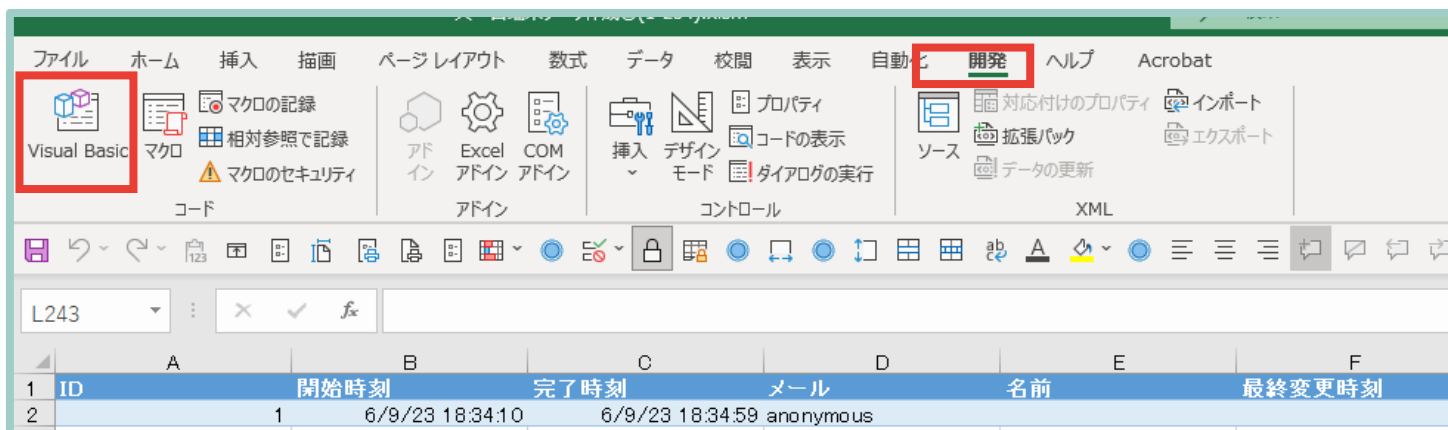 ファイル ホーム 挿入 描画 ページ レイアウト 数式 データ 校閲 表示 自動化 開発 ヘルプ Acrobat
Visual Basic
マクロ
マクロの記録
相対参照で記録
マクロのセキュリティ
コード
アド
イン
Excel
アドイン
COM
アドイン
アドイン
挿入
デザイン
モード
プロパティ
コードの表示
ダイアログの実行
コントロール
ソース
対応付けのプロパティ
拡張パック
データの更新
インポート
エクスポート
XML
L243
fx
A B C D E F
1 ID 開始時刻 完了時刻 メール 名前 最終変更時刻
2 1 6/9/23 18:34:10 6/9/23 18:34:59 anonymous